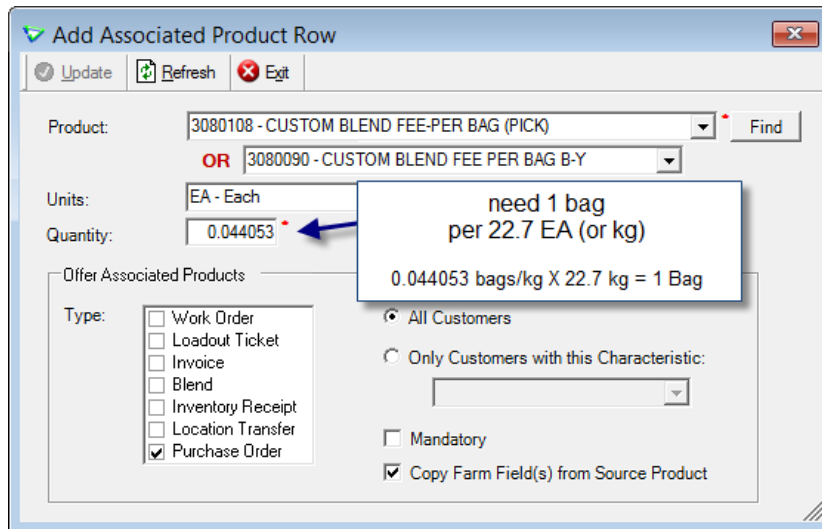 Add Associated Product Row
Update Refresh Exit
Product: 3080108 - CUSTOM BLEND FEE-PER BAG (PICK) * Find
OR 3080090 - CUSTOM BLEND FEE PER BAG B-Y
Units: EA - Each
Quantity: 0.044053 *
need 1 bag
per 22.7 EA (or kg)
0.044053 bags/kg X 22.7 kg = 1 Bag
Offer Associated Products
Type:
Work Order
Loadout Ticket
Invoice
Blend
Inventory Receipt
Location Transfer
Purchase Order
All Customers
Only Customers with this Characteristic:
Mandatory
Copy Farm Field(s) from Source Product